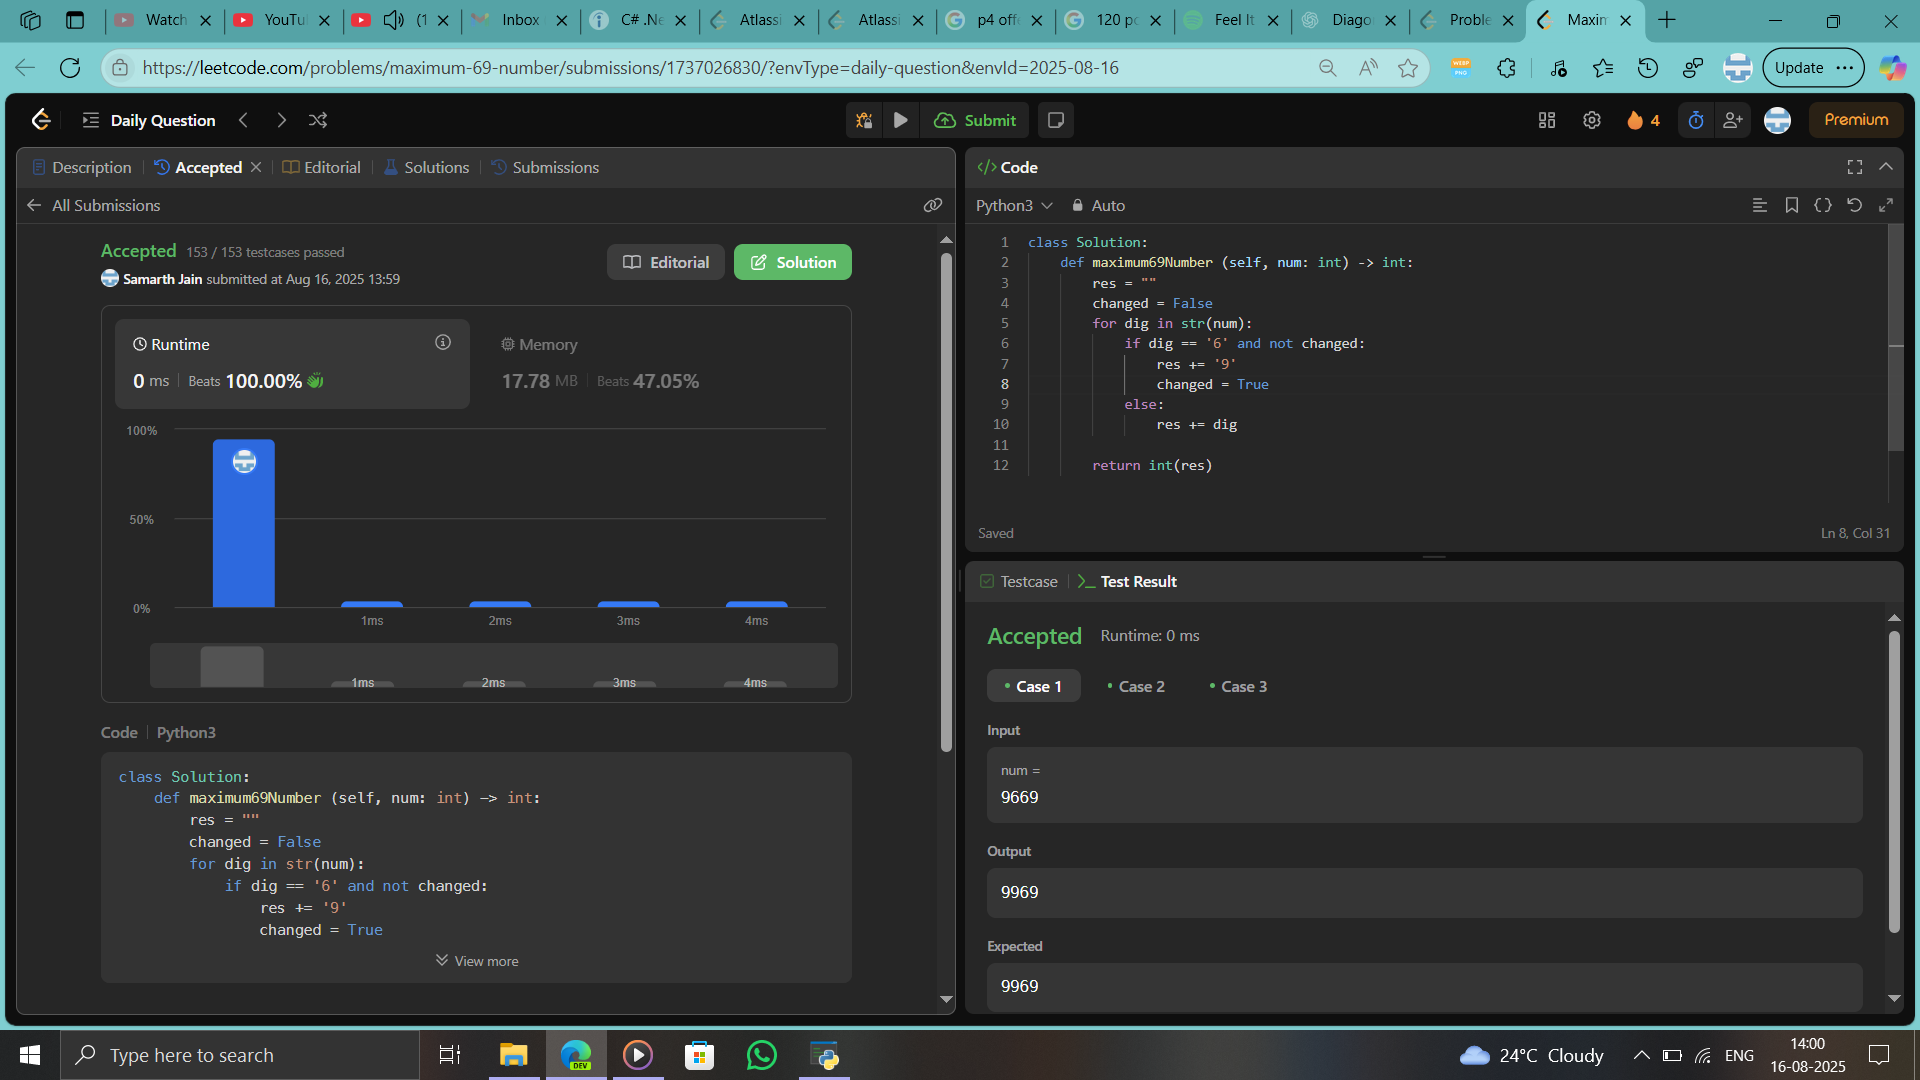 Watch
YouTu
(1
Inbox
C# .Ne
Atlassi
Atlassi
p4 offe
120 po
Feel It
Diago
Proble
Maxim
https://leetcode.com/problems/maximum-69-number/submissions/1737026830/?envType=daily-question&envId=2025-08-16
Update
Daily Question
Submit
4
Premium
Description
Accepted
Editorial
Solutions
Submissions
All Submissions
Accepted 153 / 153 testcases passed
Samarth Jain submitted at Aug 16, 2025 13:59
Editorial
Solution
Runtime
0 ms Beats 100.00%
Memory
17.78 MB Beats 47.05%
100%
50%
0%
1ms 2ms 3ms 4ms
1ms 2ms 3ms 4ms
Code Python3
class Solution:
    def maximum69Number (self, num: int) -> int:
        res = ""
        changed = False
        for dig in str(num):
            if dig == '6' and not changed:
                res += '9'
                changed = True
View more
Code
Python3 Auto
1 class Solution:
2     def maximum69Number (self, num: int) -> int:
3         res = ""
4         changed = False
5         for dig in str(num):
6             if dig == '6' and not changed:
7                 res += '9'
8                 changed = True
9             else:
10                 res += dig
11
12         return int(res)
Saved
Ln 8, Col 31
Testcase
Test Result
Accepted Runtime: 0 ms
Case 1 Case 2 Case 3
Input
num =
9669
Output
9969
Expected
9969
Type here to search
DEV
24°C Cloudy
ENG
14:00
16-08-2025